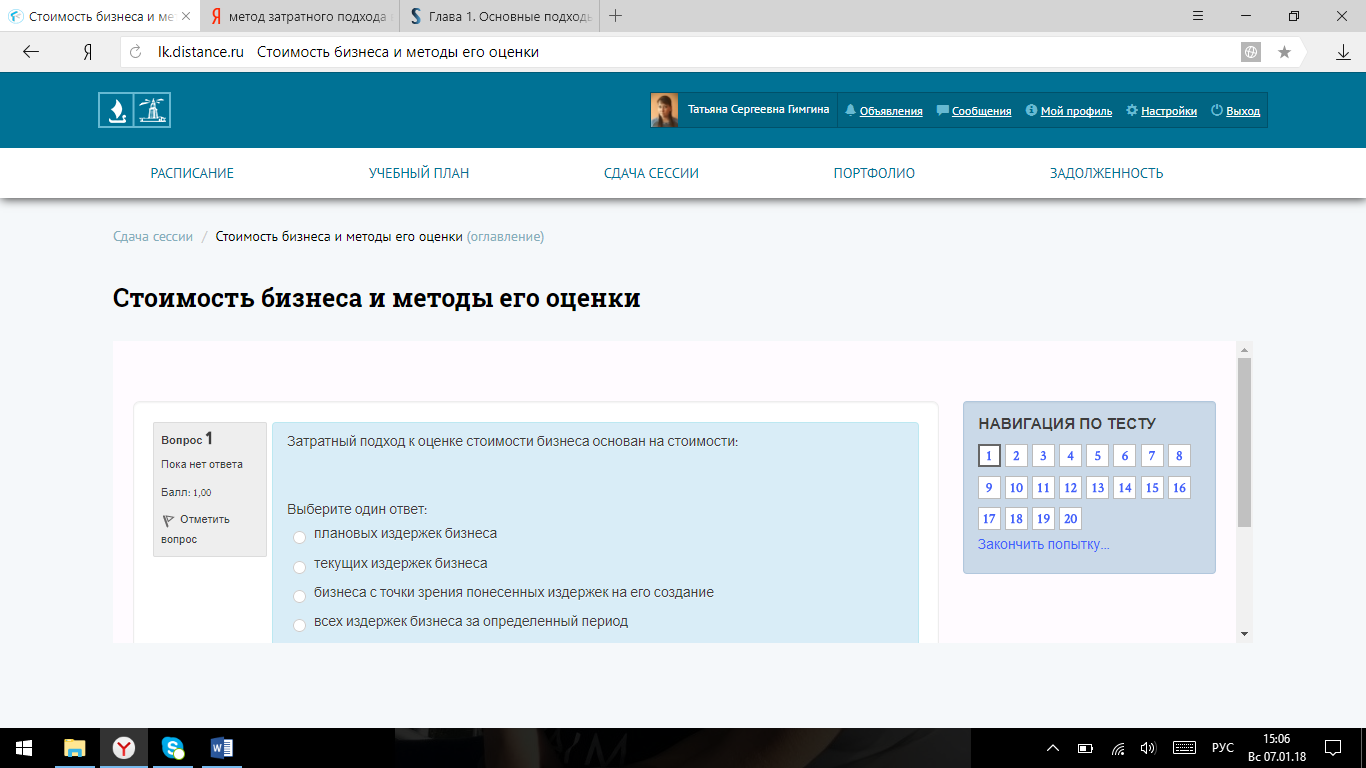 Стоимость бизнеса и ме
метод затратного подхода
Глава 1. Основные подходы
lk.distance.ru Стоимость бизнеса и методы его оценки
Татьяна Сергеевна Гимгина Объявления Сообщения Мой профиль Настройки Выход
РАСПИСАНИЕ УЧЕБНЫЙ ПЛАН СДАЧА СЕССИИ ПОРТФОЛИО ЗАДОЛЖЕННОСТЬ
Сдача сессии / Стоимость бизнеса и методы его оценки (оглавление)
Стоимость бизнеса и методы его оценки
Вопрос 1
Пока нет ответа
Балл: 1,00
Отметить
вопрос
Затратный подход к оценке стоимости бизнеса основан на стоимости:
Выберите один ответ:
плановых издержек бизнеса
текущих издержек бизнеса
бизнеса с точки зрения понесенных издержек на его создание
всех издержек бизнеса за определенный период
НАВИГАЦИЯ ПО ТЕСТУ
1 2 3 4 5 6 7 8
9 10 11 12 13 14 15 16
17 18 19 20
Закончить попытку...
РУС
15:06
Вс 07.01.18